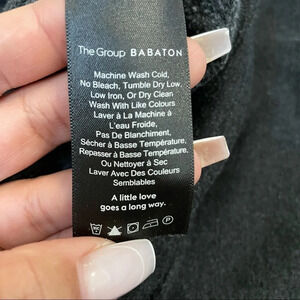 The Group BABATON
Machine Wash Cold,
No Bleach, Tumble Dry Low,
Low Iron, Or Dry Clean
Wash With Like Colours
Laver à La Machine à
L'eau Froide,
Pas De Blanchiment,
Sécher à Basse Température,
Repasser à Basse Température,
Ou Nettoyer à Sec
Laver Avec Des Couleurs
Semblables
A little love
goes a long way.